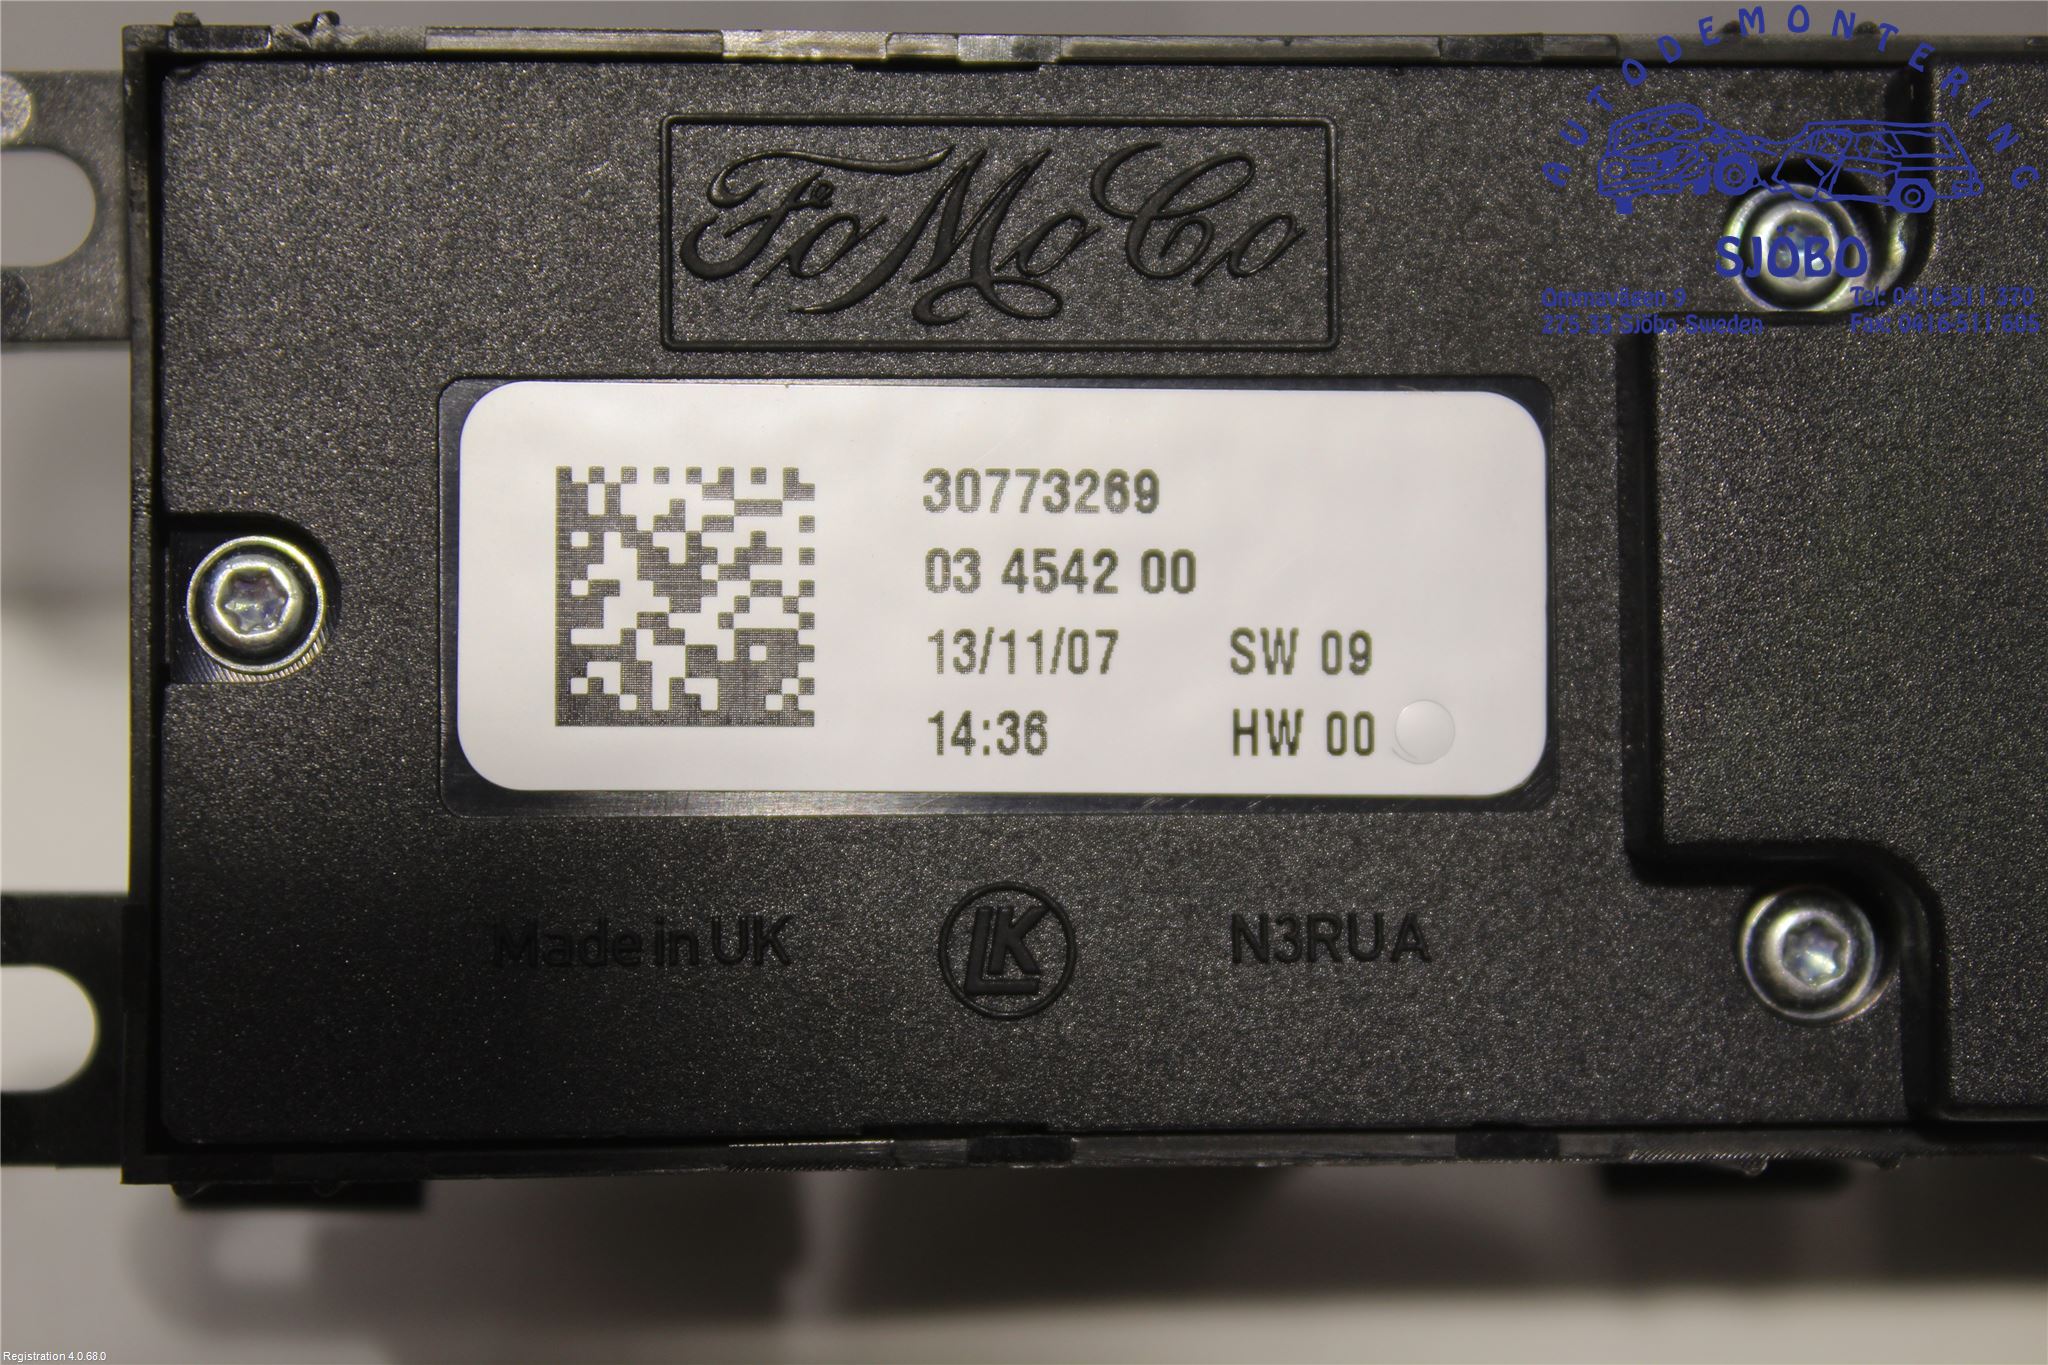 AUTODEMONTERING
SJÖBO
Ommavägen 9
275 33 Sjöbo Sweden
Tel: 0416-511 370
Fax: 0416-511 605
FoMoCo
30773269
03 4542 00
13/11/07 SW 09
14:36 HW 00
Made in UK LK N3RUA
Registration 4.0.68.0